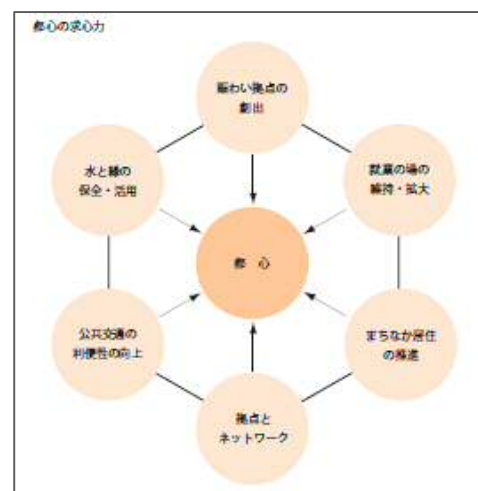 都心の求心力
賑わい拠点の
創出
水と緑の
保全・活用
就業の場の
維持・拡大
都　心
公共交通の
利便性の向上
まちなか居住
の推進
拠点と
ネットワーク